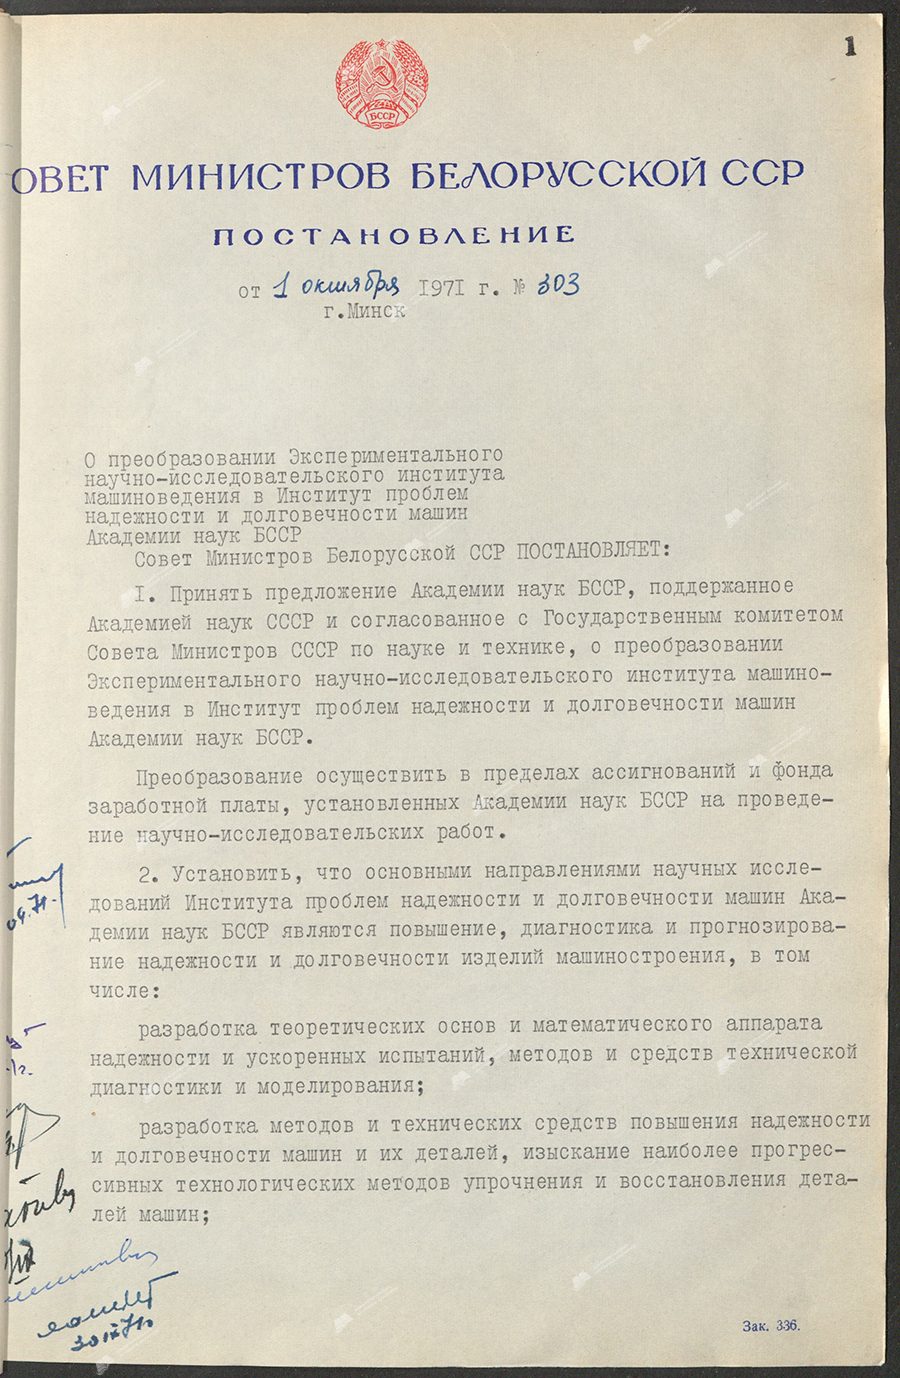 1
БССР
ОВЕТ МИНИСТРОВ БЕЛОРУССКОЙ ССР
ПОСТАНОВЛЕНИЕ
от 1 октября 1971 г. № 303
г.Минск
О преобразовании Экспериментального
научно-исследовательского института
машиноведения в Институт проблем
надежности и долговечности машин
Академии наук БССР
Совет Министров Белорусской ССР ПОСТАНОВЛЯЕТ:
I. Принять предложение Академии наук БССР, поддержанное
Академией наук СССР и согласованное с Государственным комитетом
Совета Министров СССР по науке и технике, о преобразовании
Экспериментального научно-исследовательского института машино-
ведения в Институт проблем надежности и долговечности машин
Академии наук БССР.
Преобразование осуществить в пределах ассигнований и фонда
заработной платы, установленных Академии наук БССР на проведе-
ние научно-исследовательских работ.
2. Установить, что основными направлениями научных иссле-
дований Института проблем надежности и долговечности машин Ака-
демии наук БССР являются повышение, диагностика и прогнозирова-
ние надежности и долговечности изделий машиностроения, в том
числе:
разработка теоретических основ и математического аппарата
надежности и ускоренных испытаний, методов и средств технической
диагностики и моделирования;
разработка методов и технических средств повышения надежности
и долговечности машин и их деталей, изыскание наиболее прогрес-
сивных технологических методов упрочнения и восстановления дета-
лей машин;
Зак. 336.